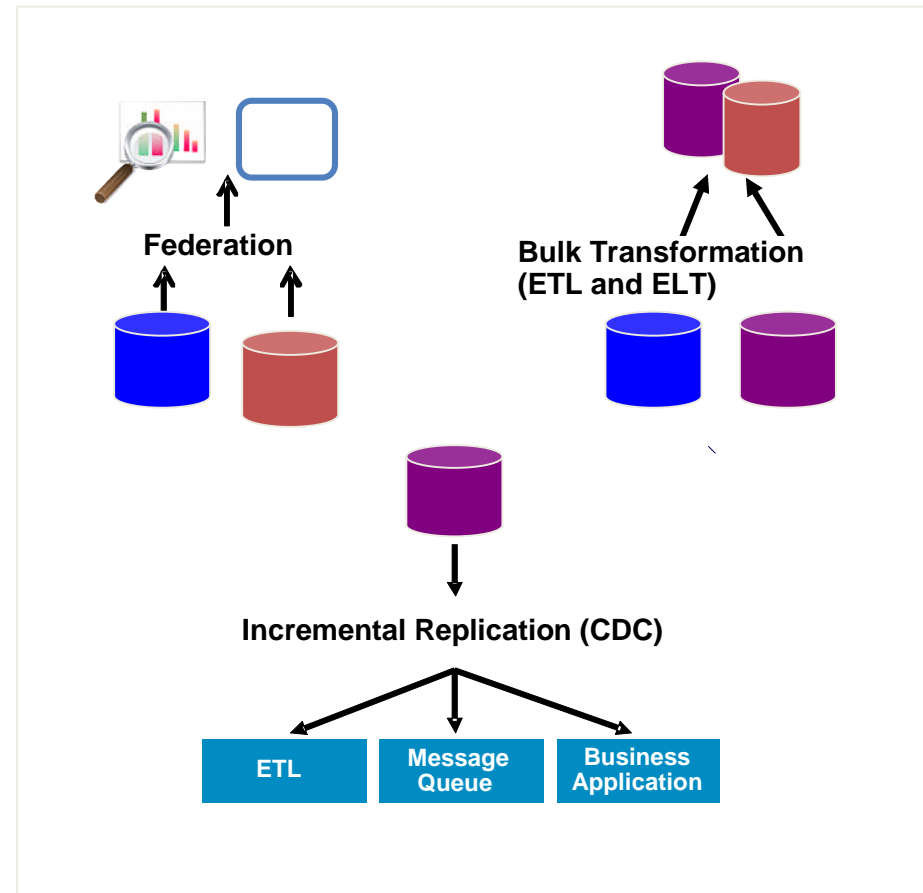 Federation
Bulk Transformation
(ETL and ELT)
Incremental Replication (CDC)
ETL
Message
Queue
Business
Application